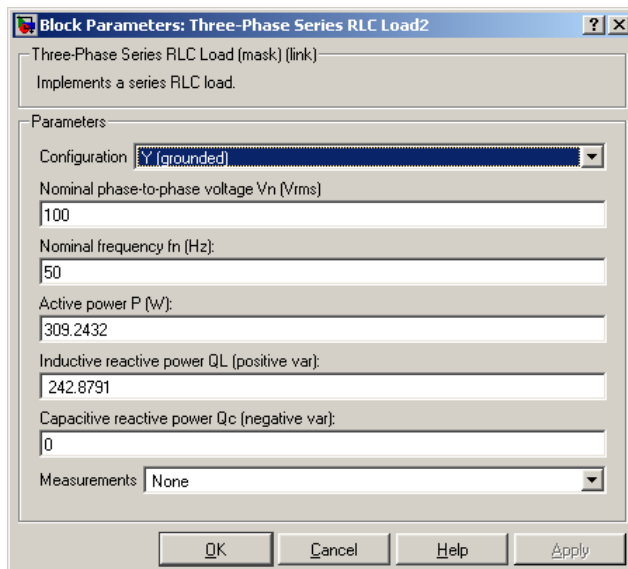 Block Parameters: Three-Phase Series RLC Load2
Three-Phase Series RLC Load (mask) (link)
Implements a series RLC load.
Parameters
Configuration Y (grounded)
Nominal phase-to-phase voltage Vn (Vrms)
100
Nominal frequency fn (Hz):
50
Active power P (W):
309.2432
Inductive reactive power QL (positive var):
242.8791
Capacitive reactive power Qc (negative var):
0
Measurements None
OK Cancel Help Apply